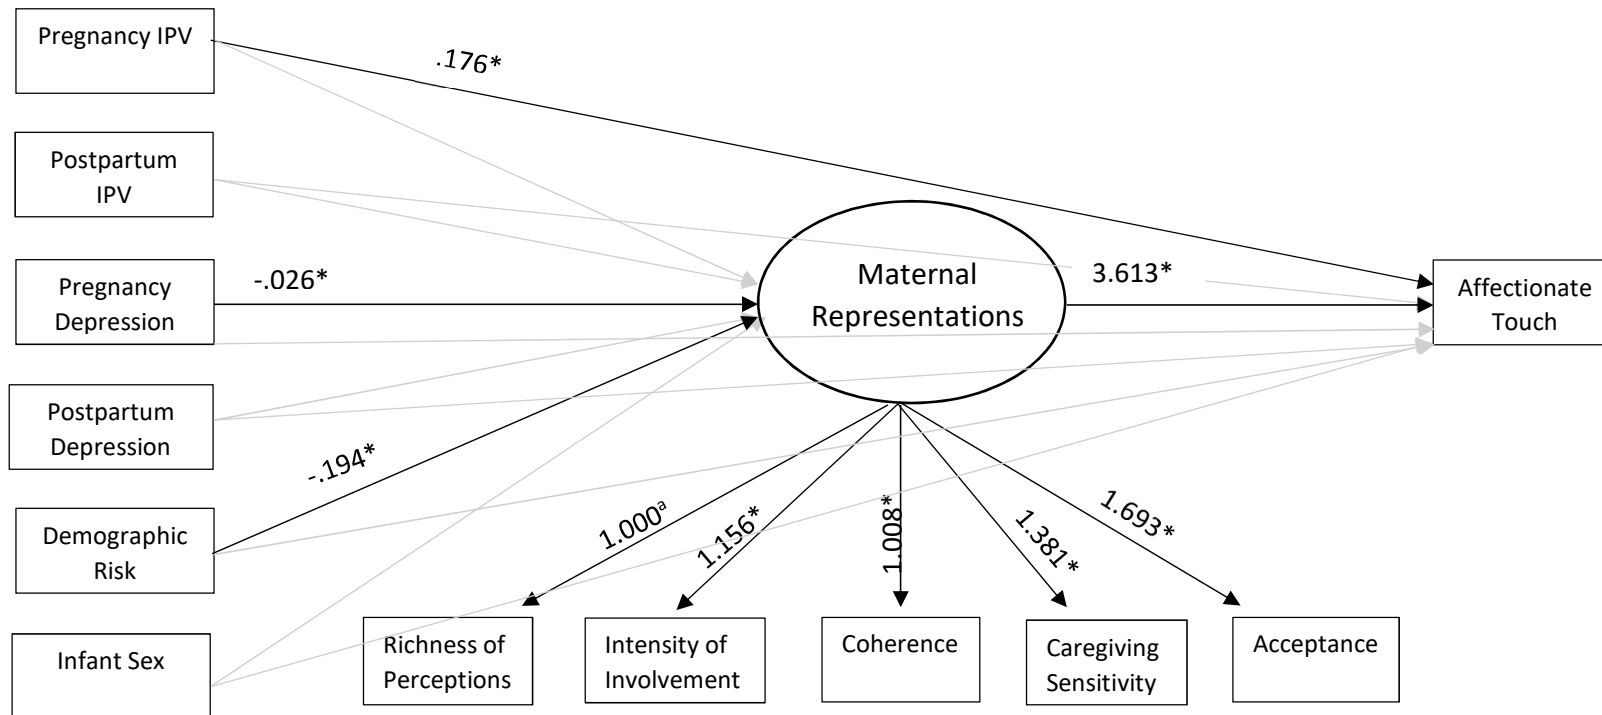 Pregnancy IPV
.176*
Postpartum
IPV
Pregnancy
Depression
-.026*
Maternal
Representations
3.613*
Affectionate
Touch
Postpartum
Depression
-.194*
Demographic
Risk
1.000ª
1.156*
1.008*
1.381*
1.693*
Infant Sex
Richness of
Perceptions
Intensity of
Involvement
Coherence
Caregiving
Sensitivity
Acceptance